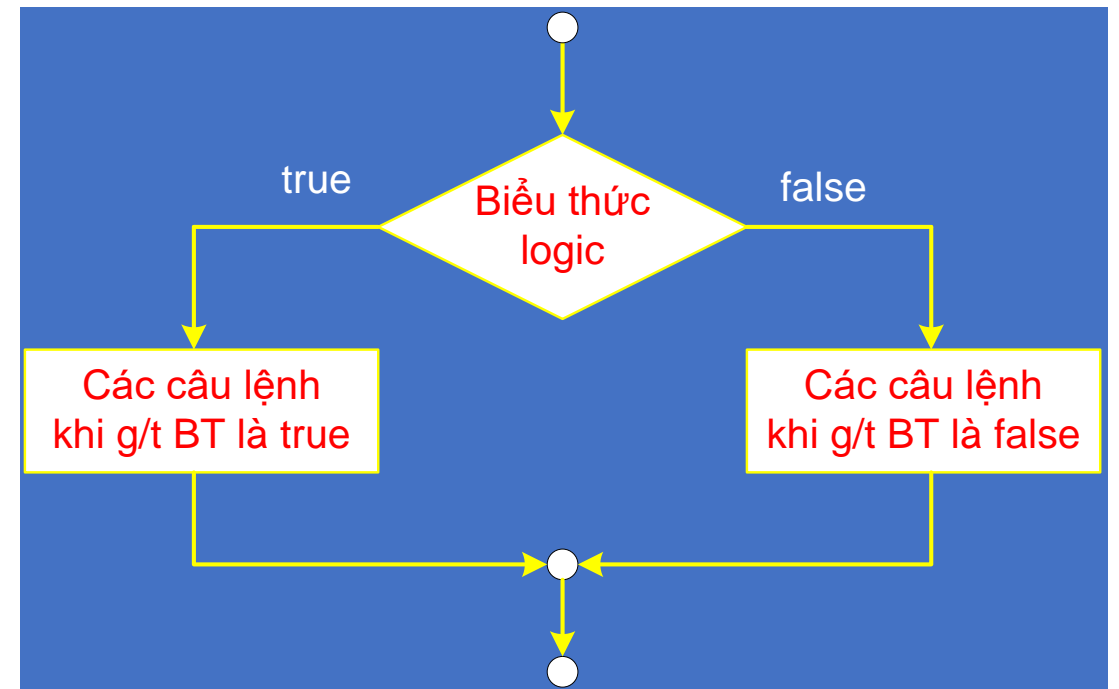 true
Biểu thức
logic
false
Các câu lệnh
khi g/t BT là true
Các câu lệnh
khi g/t BT là false